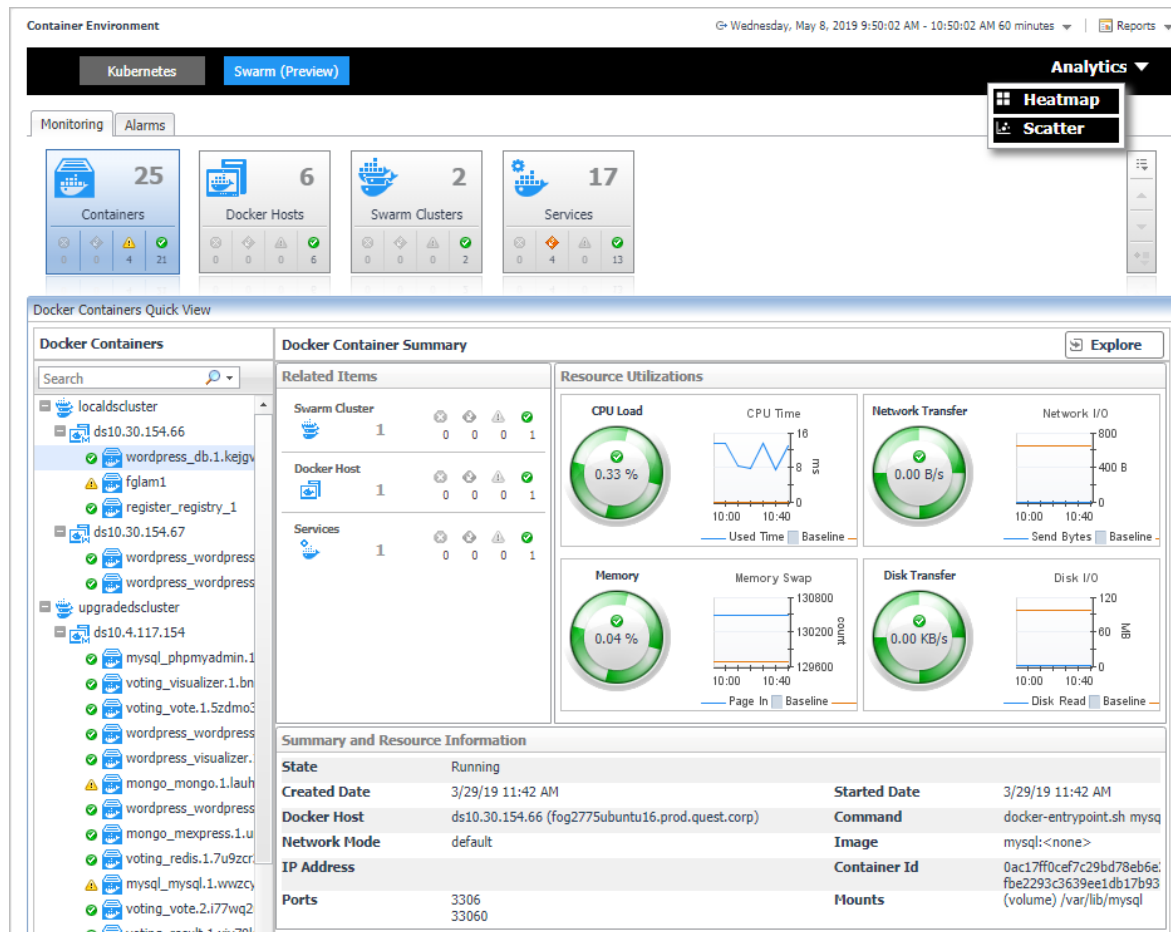 Container Environment
Wednesday, May 8, 2019 9:50:02 AM - 10:50:02 AM 60 minutes
Reports
Kubernetes
Swarm (Preview)
Analytics
Heatmap
Scatter
Monitoring
Alarms
25
Containers
0 0 4 21
6
Docker Hosts
0 0 0 6
2
Swarm Clusters
0 0 0 2
17
Services
0 4 0 13
Docker Containers Quick View
Docker Containers
Search
localdscluster
ds10.30.154.66
wordpress_db.1.kejgv
fglam1
register_registry_1
ds10.30.154.67
wordpress_wordpress
wordpress_wordpress
upgradedscluster
ds10.4.117.154
mysql_phpmyadmin.1
voting_visualizer.1.bn
voting_vote.1.5zdmo3
wordpress_wordpress
wordpress_visualizer.
mongo_mongo.1.lauh
wordpress_wordpress
mongo_mexpress.1.u
voting_redis.1.7u9zcr
mysql_mysql.1.wwzcy
voting_vote.2.i77wq2
Docker Container Summary
Explore
Related Items
Swarm Cluster
1
0 0 0 1
Docker Host
1
0 0 0 1
Services
1
0 0 0 1
Resource Utilizations
CPU Load
0.33 %
CPU Time
16
8
0
ms
10:00 10:40
Used Time Baseline
Network Transfer
0.00 B/s
Network I/O
800
400 B
0
10:00 10:40
Send Bytes Baseline
Memory
0.04 %
Memory Swap
130800
130200
129600
count
10:00 10:40
Page In Baseline
Disk Transfer
0.00 KB/s
Disk I/O
120
60
0
MB
10:00 10:40
Disk Read Baseline
Summary and Resource Information
State Running
Created Date 3/29/19 11:42 AM Started Date 3/29/19 11:42 AM
Docker Host ds10.30.154.66 (fog2775ubuntu16.prod.quest.corp) Command docker-entrypoint.sh mysq
Network Mode default Image mysql:<none>
IP Address Container Id 0ac17ff0cef7c29bd78eb6e
fbe2293c3639ee1db17b93
Ports 3306 Mounts (volume) /var/lib/mysql
33060